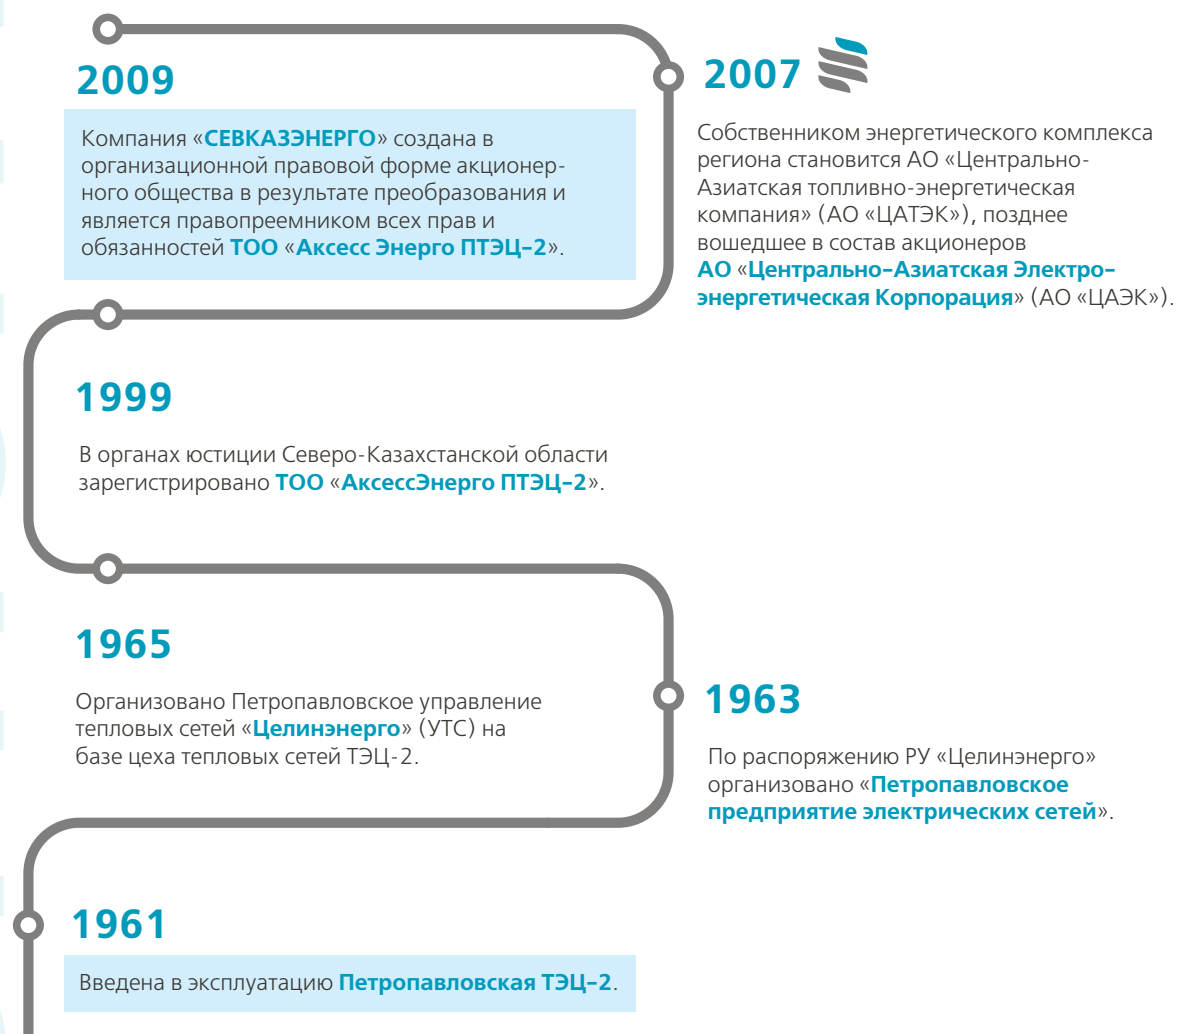 2009
Компания «СЕВКАЗЭНЕРГО» создана в
организационной правовой форме акционер-
ного общества в результате преобразования и
является правопреемником всех прав и
обязанностей ТОО «Аксесс Энерго ПТЭЦ-2».
2007
Собственником энергетического комплекса
региона становится АО «Центрально-
Азиатская топливно-энергетическая
компания» (АО «ЦАТЭК»), позднее
вошедшее в состав акционеров
АО «Центрально-Азиатская Электро-
энергетическая Корпорация» (АО «ЦАЭК»).
1999
В органах юстиции Северо-Казахстанской области
зарегистрировано ТОО «АксессЭнерго ПТЭЦ-2».
1965
Организовано Петропавловское управление
тепловых сетей «Целинэнерго» (УТС) на
базе цеха тепловых сетей ТЭЦ-2.
1963
По распоряжению РУ «Целинэнерго»
организовано «Петропавловское
предприятие электрических сетей».
1961
Введена в эксплуатацию Петропавловская ТЭЦ-2.